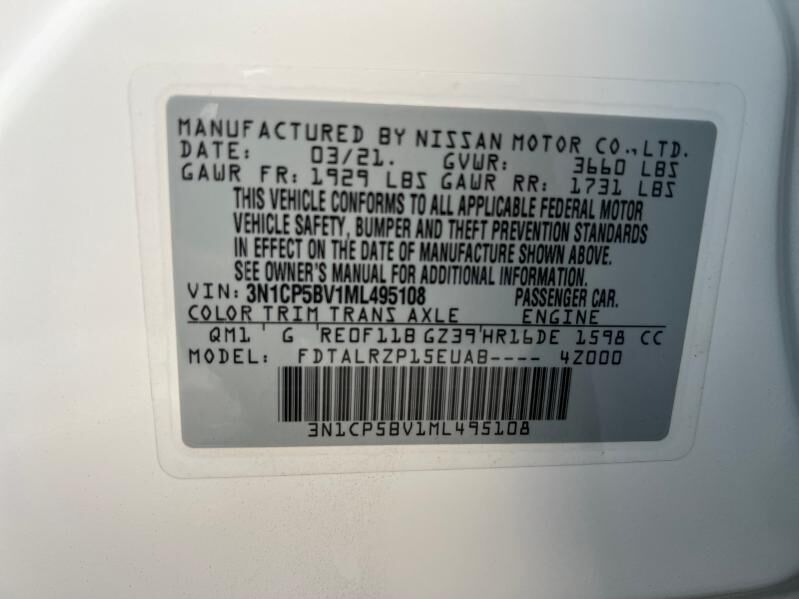 MANUFACTURED BY NISSAN MOTOR CO.,LTD.
DATE: 03/21. GVWR: 3660 LBS
GAWR FR: 1929 LBS GAWR RR: 1731 LBS
THIS VEHICLE CONFORMS TO ALL APPLICABLE FEDERAL MOTOR
VEHICLE SAFETY, BUMPER AND THEFT PREVENTION STANDARDS
IN EFFECT ON THE DATE OF MANUFACTURE SHOWN ABOVE.
SEE OWNER'S MANUAL FOR ADDITIONAL INFORMATION.
VIN: 3N1CP5BV1ML495108 PASSENGER CAR.
COLOR TRIM TRANS AXLE ENGINE
QM1 G RE0F11B GZ39 HR16DE 1598 CC
MODEL: FDTALRZP15EUAB---- 4Z000
3N1CP5BV1ML495108